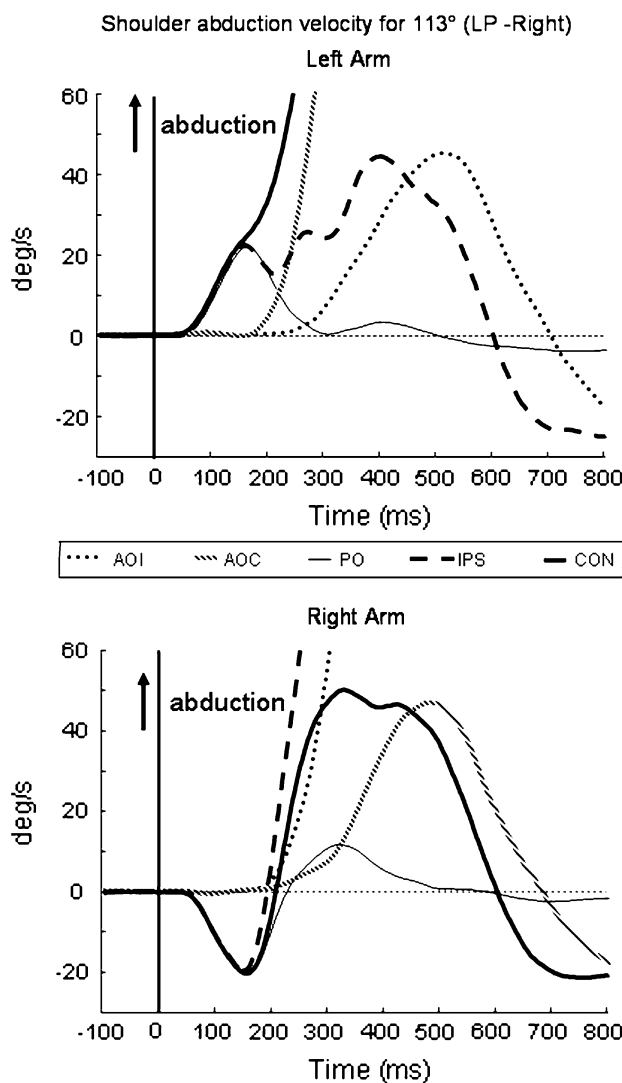 Shoulder abduction velocity for 113° (LP -Right)
Left Arm
60
abduction
40
deg/s
20
0
-20
-100 0 100 200 300 400 500 600 700 800
Time (ms)
AOI AOC PO IPS CON
Right Arm
60
abduction
40
deg/s
20
0
-20
-100 0 100 200 300 400 500 600 700 800
Time (ms)